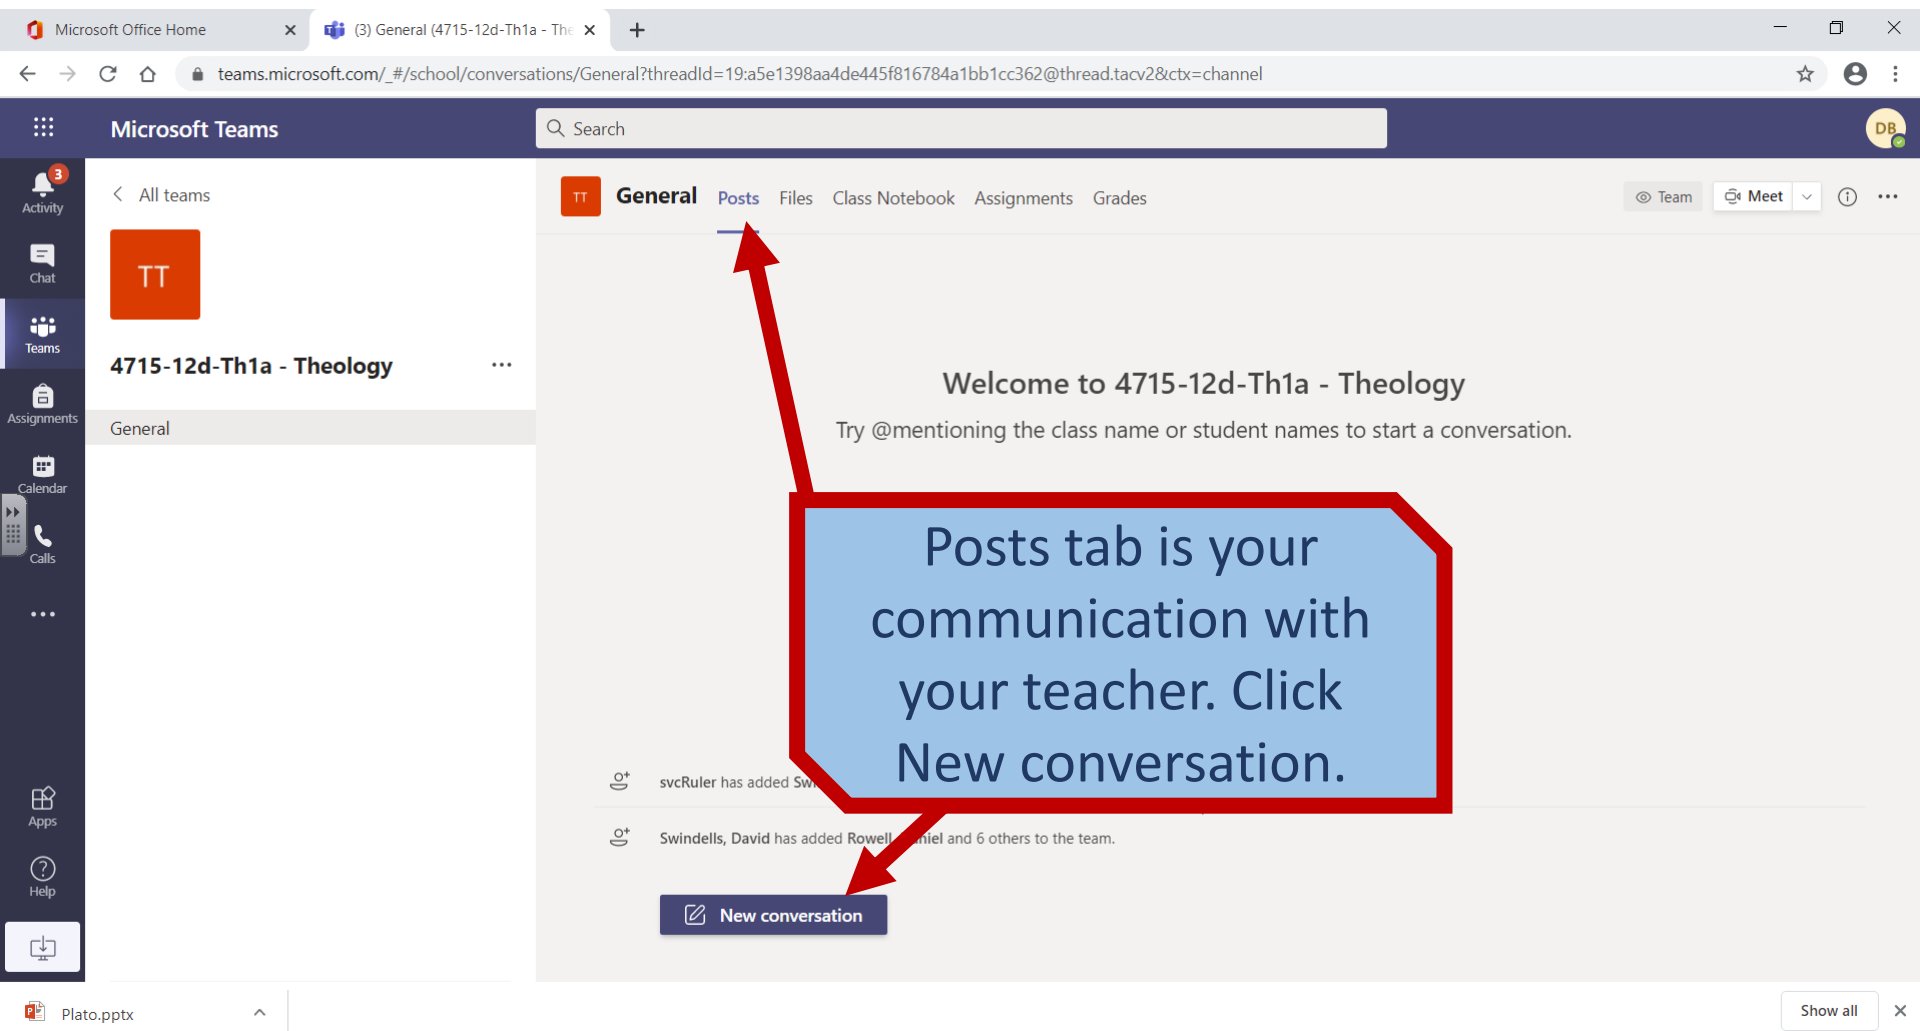 Microsoft Office Home
(3) General (4715-12d-Th1a - The
teams.microsoft.com/_#/school/conversations/General?threadId=19:a5e1398aa4de445f816784a1bb1cc362@thread.tacv2&ctx=channel
Microsoft Teams
Search
DB
3
Activity
Chat
Teams
Assignments
Calendar
Calls
Apps
Help
All teams
TT
4715-12d-Th1a - Theology
General
TT
General Posts Files Class Notebook Assignments Grades
Team
Meet
Welcome to 4715-12d-Th1a - Theology
Try @mentioning the class name or student names to start a conversation.
Posts tab is your
communication with
your teacher. Click
New conversation.
svcRuler has added
Swindells, David has added Rowell and 6 others to the team.
New conversation
Plato.pptx
Show all